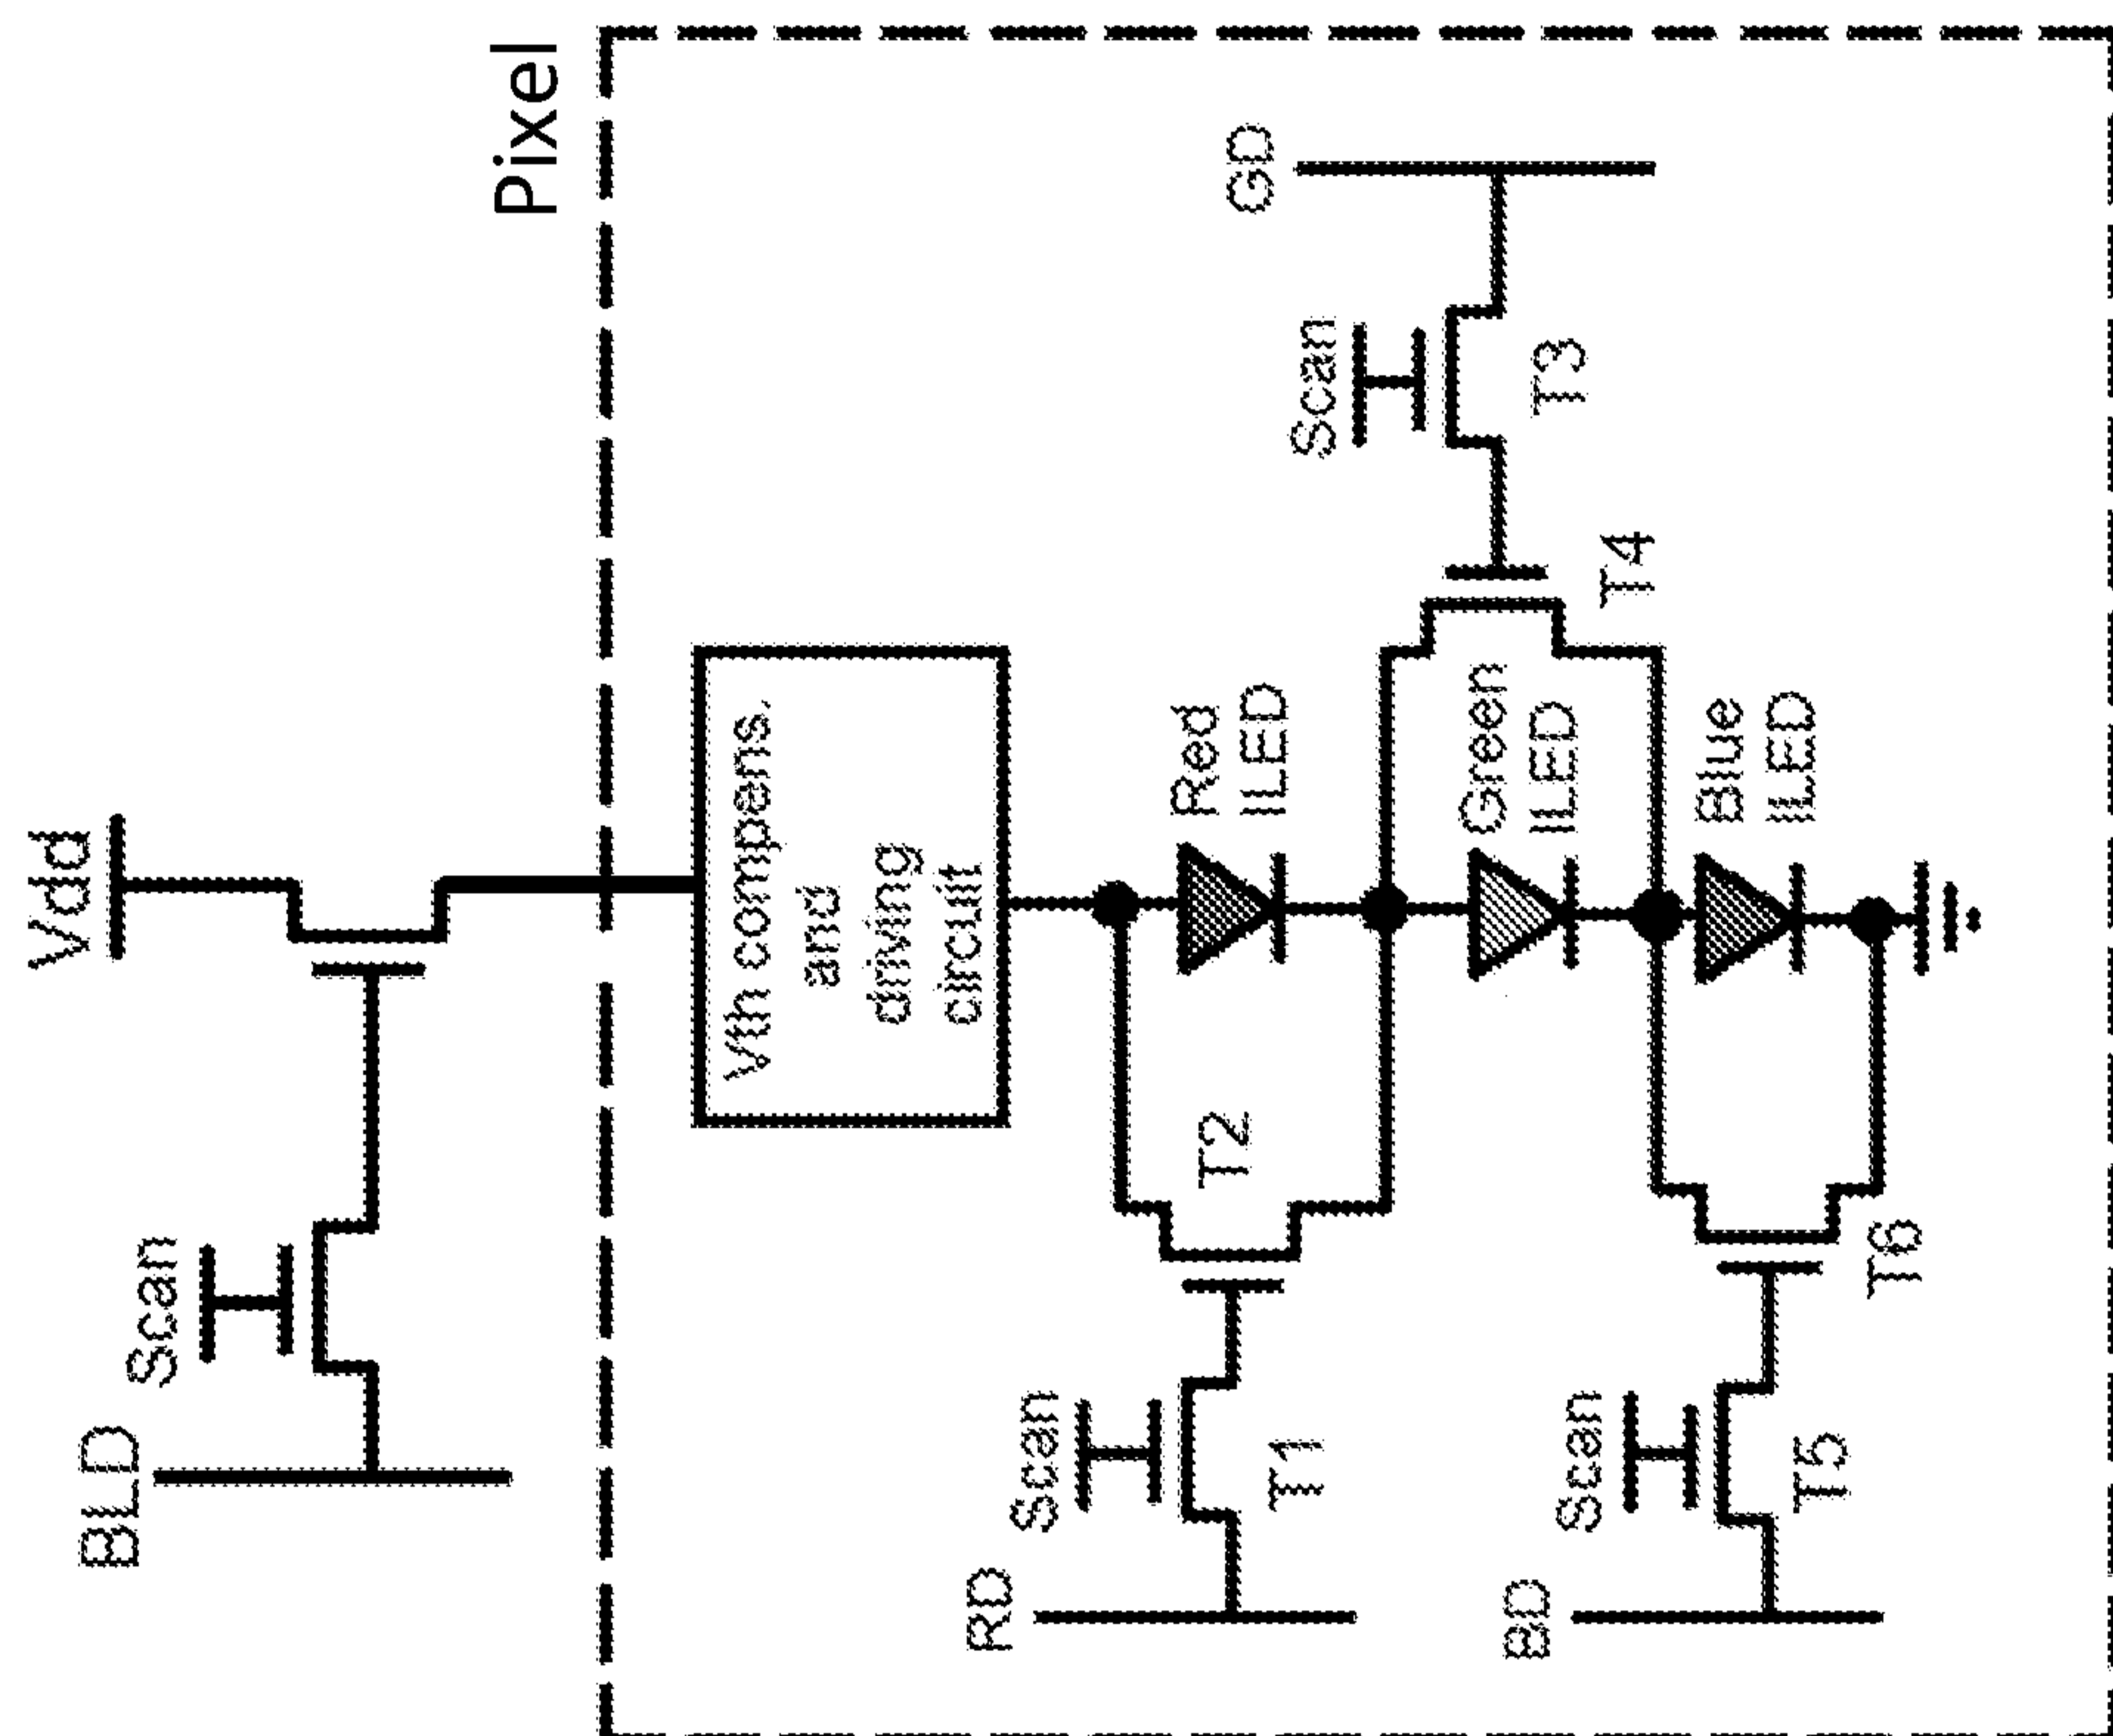 Vdd
BLD
Scan
Pixel
Vth compens.
and
driving
circuit
RD
Scan
T1
T2
Red
ILED
Scan
GD
T3
T4
Green
ILED
BD
Scan
T5
T6
Blue
ILED